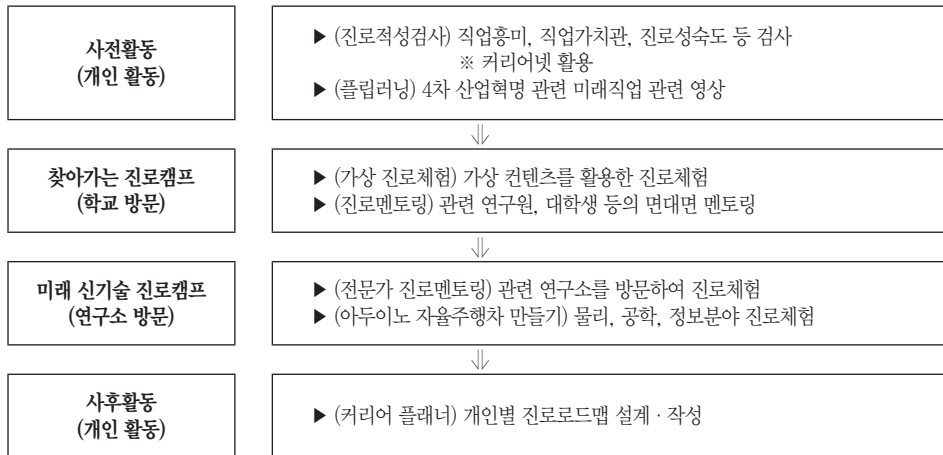 사전활동
(개인 활동)
▶ (진로적성검사) 직업흥미, 직업가치관, 진로성숙도 등 검사
※ 커리어넷 활용
▶ (플립러닝) 4차 산업혁명 관련 미래직업 관련 영상
찾아가는 진로캠프
(학교 방문)
▶ (가상 진로체험) 가상 컨텐츠를 활용한 진로체험
▶ (진로멘토링) 관련 연구원, 대학생 등의 면대면 멘토링
미래 신기술 진로캠프
(연구소 방문)
▶ (전문가 진로멘토링) 관련 연구소를 방문하여 진로체험
▶ (아두이노 자율주행차 만들기) 물리, 공학, 정보분야 진로체험
사후활동
(개인 활동)
▶ (커리어 플래너) 개인별 진로로드맵 설계 · 작성